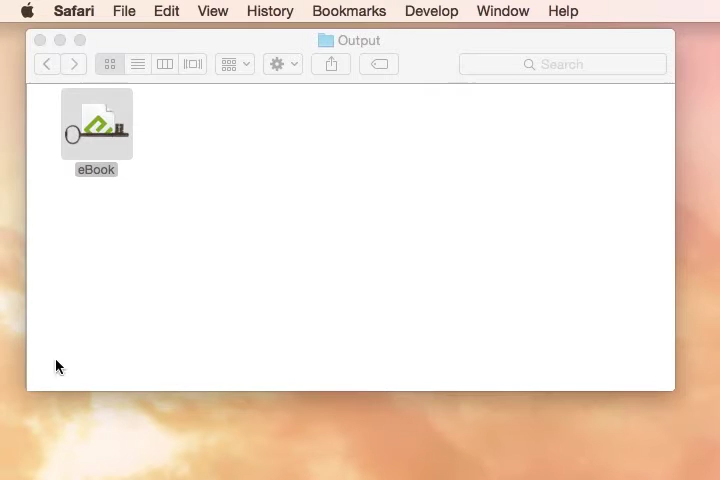 Safari File Edit View History Bookmarks Develop Window Help
Output
Search
eBook